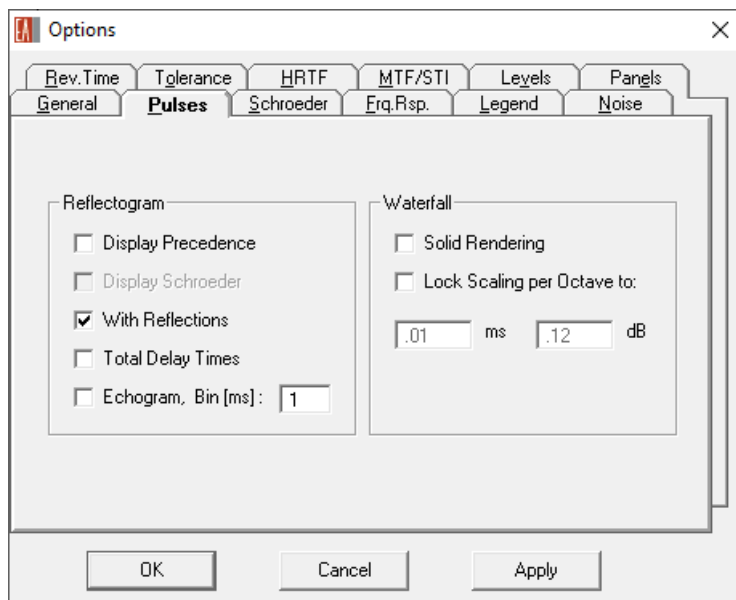 EA Options
Rev.Time Tolerance HRTF MTF/STI Levels Panels
General Pulses Schroeder Frq.Rsp. Legend Noise
Reflectogram
Display Precedence
Display Schroeder
With Reflections
Total Delay Times
Echogram, Bin [ms] : 1
Waterfall
Solid Rendering
Lock Scaling per Octave to:
.01 ms .12 dB
OK Cancel Apply